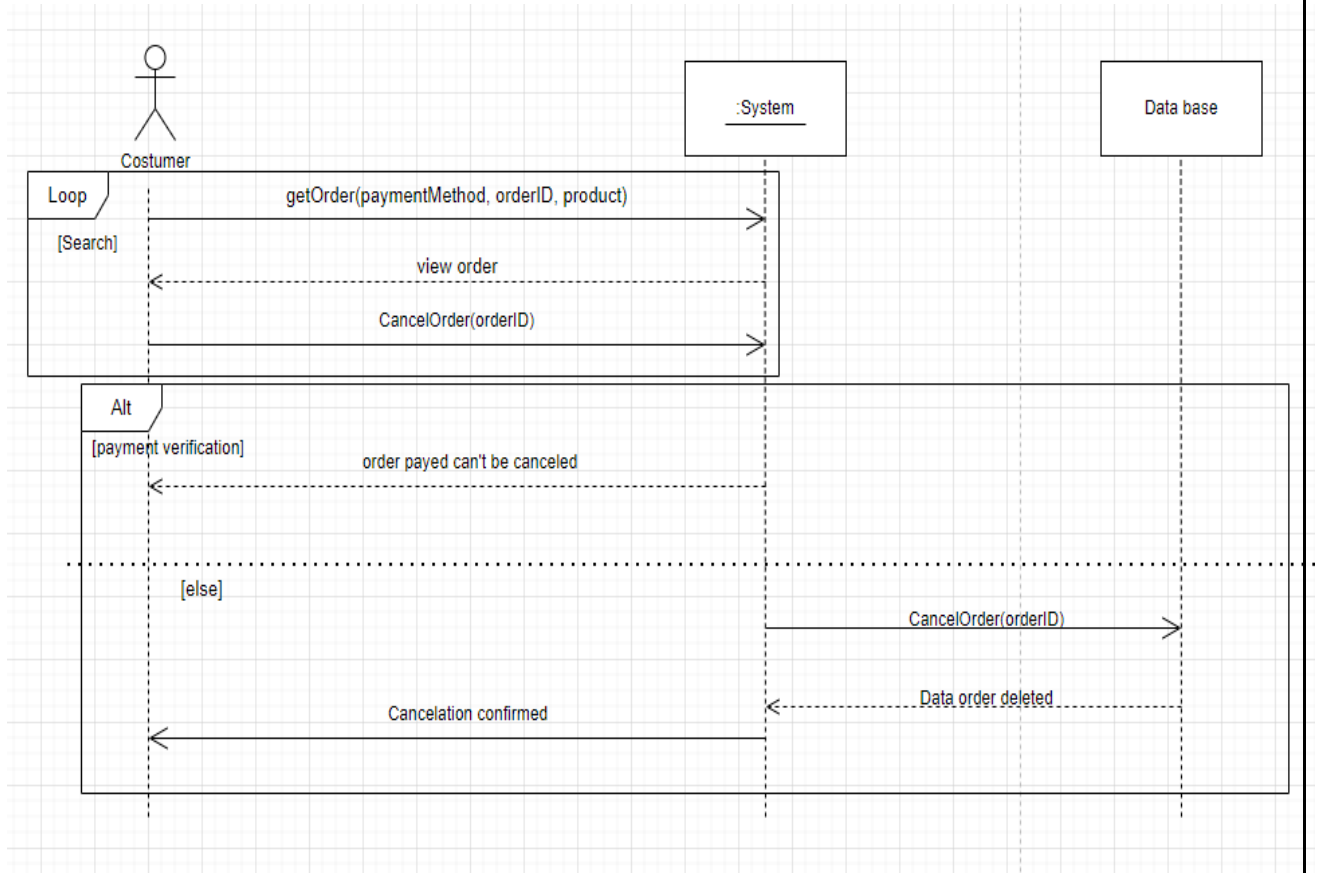 :System
Data base
Costumer
Loop
getOrder(paymentMethod, orderID, product)
[Search]
view order
CancelOrder(orderID)
Alt
[payment verification]
order payed can't be canceled
[else]
CancelOrder(orderID)
Data order deleted
Cancelation confirmed